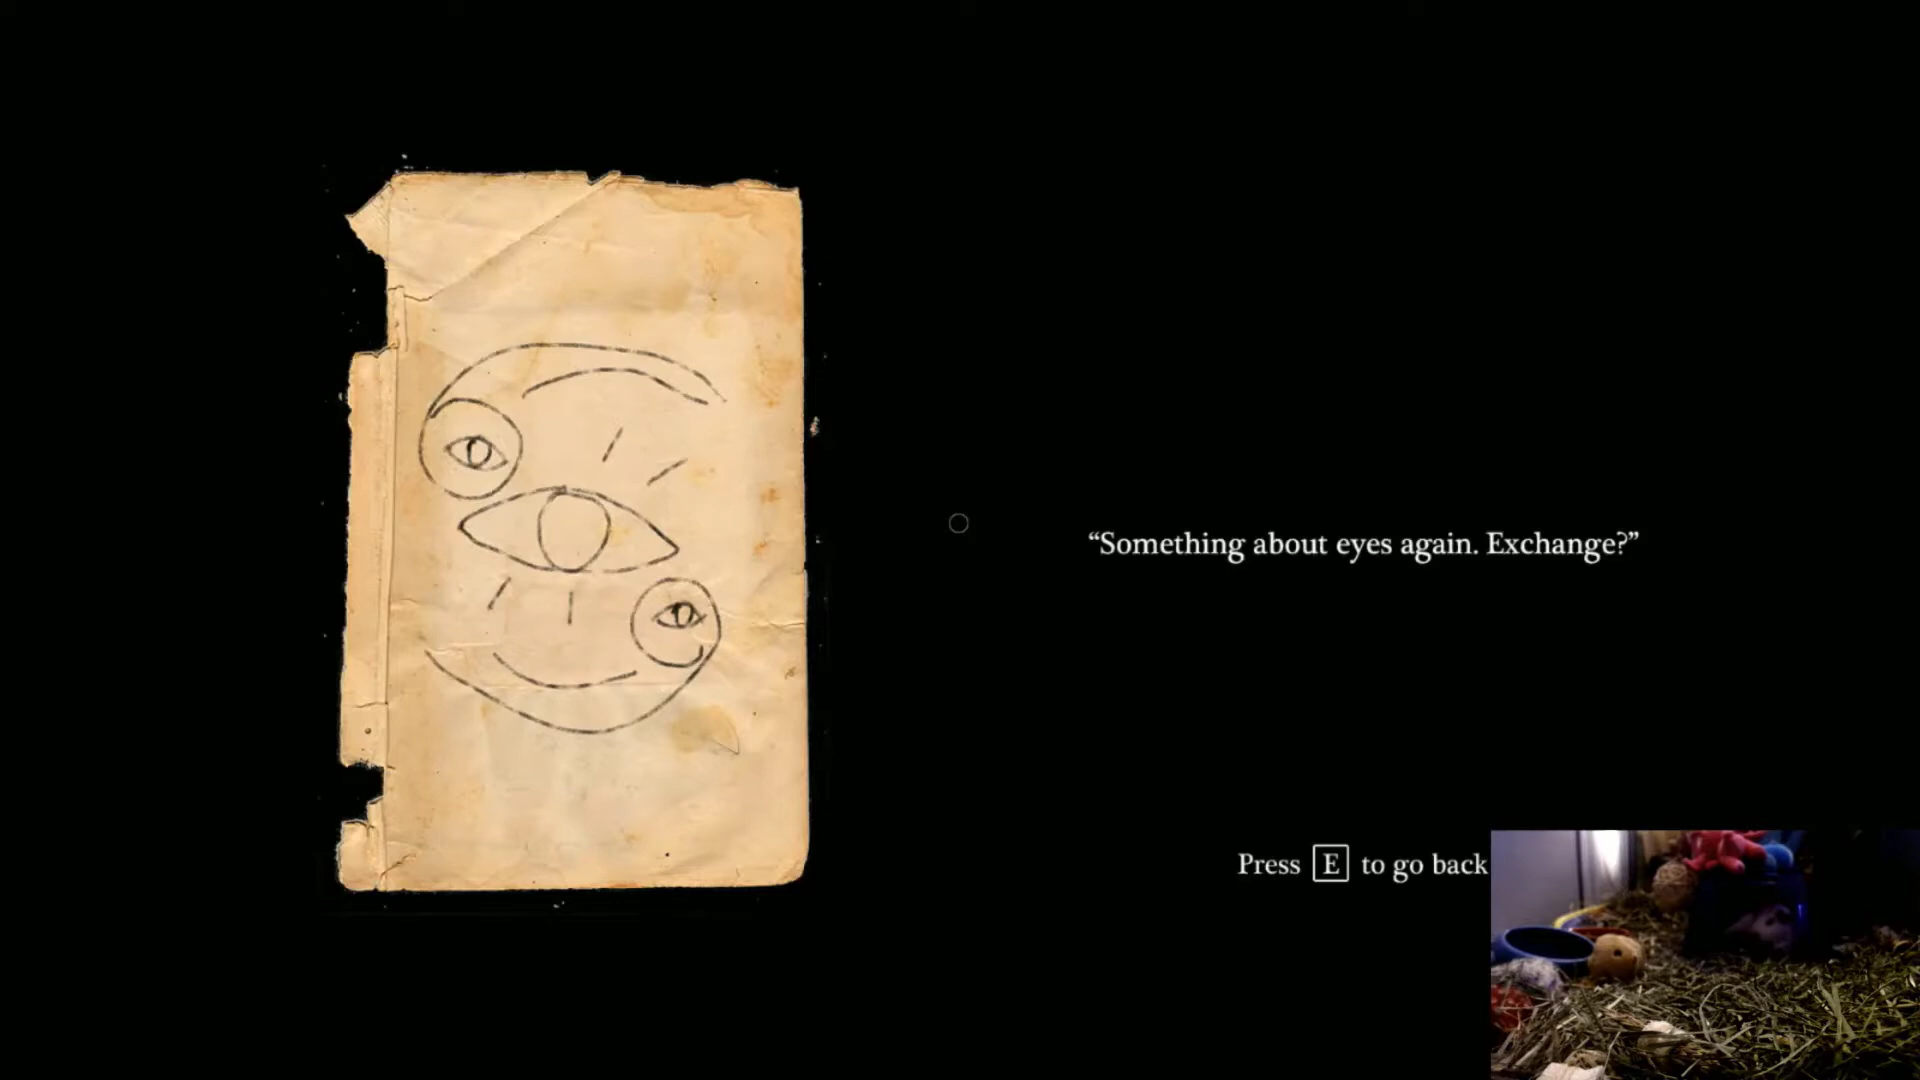 “Something about eyes again. Exchange?”
Press E to go back